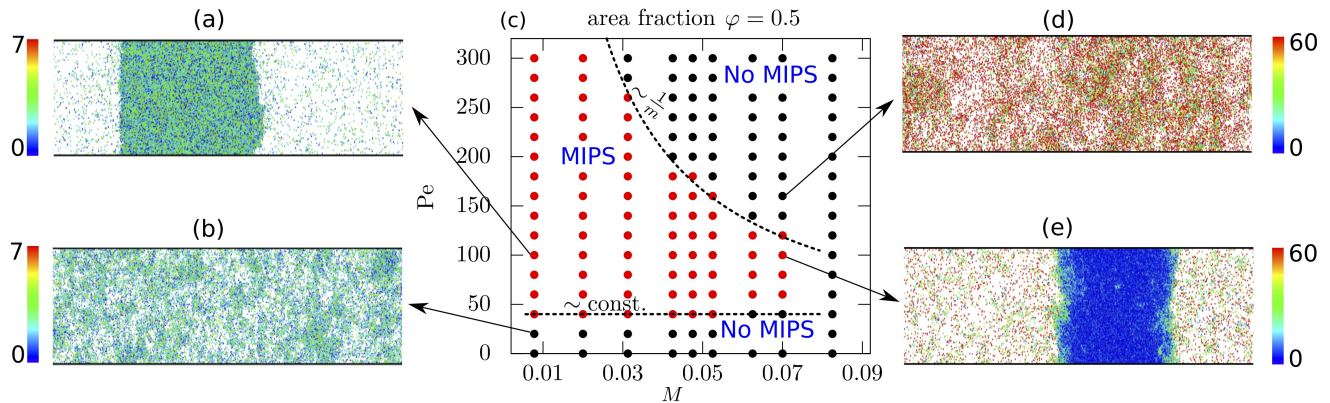 (a)
7
0
(b)
7
0
(c)
area fraction φ = 0.5
Pe
300
250
200
150
100
50
0
No MIPS
∼ 1/m
MIPS
∼ const.
No MIPS
0.01 0.03 0.05 0.07 0.09
M
(d)
60
0
(e)
60
0